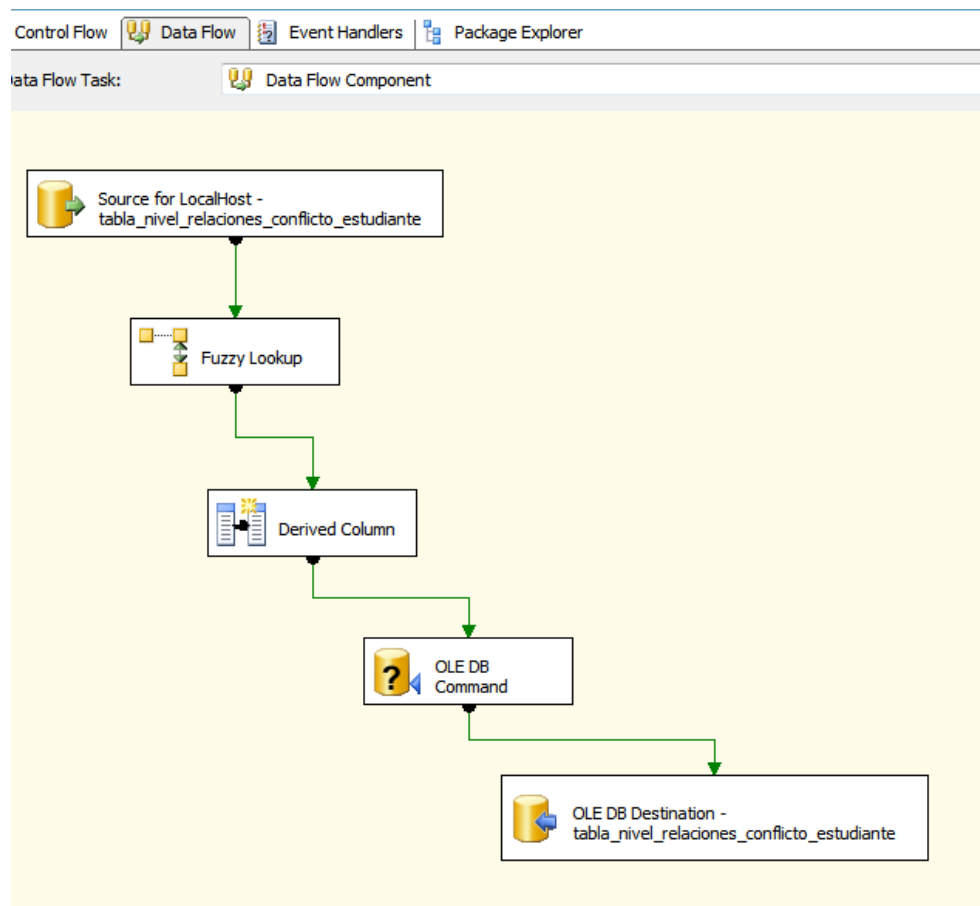 Control Flow Data Flow Event Handlers Package Explorer
Data Flow Task: Data Flow Component
Source for LocalHost -
tabla_nivel_relaciones_conflicto_estudiante
Fuzzy Lookup
Derived Column
OLE DB
Command
OLE DB Destination -
tabla_nivel_relaciones_conflicto_estudiante